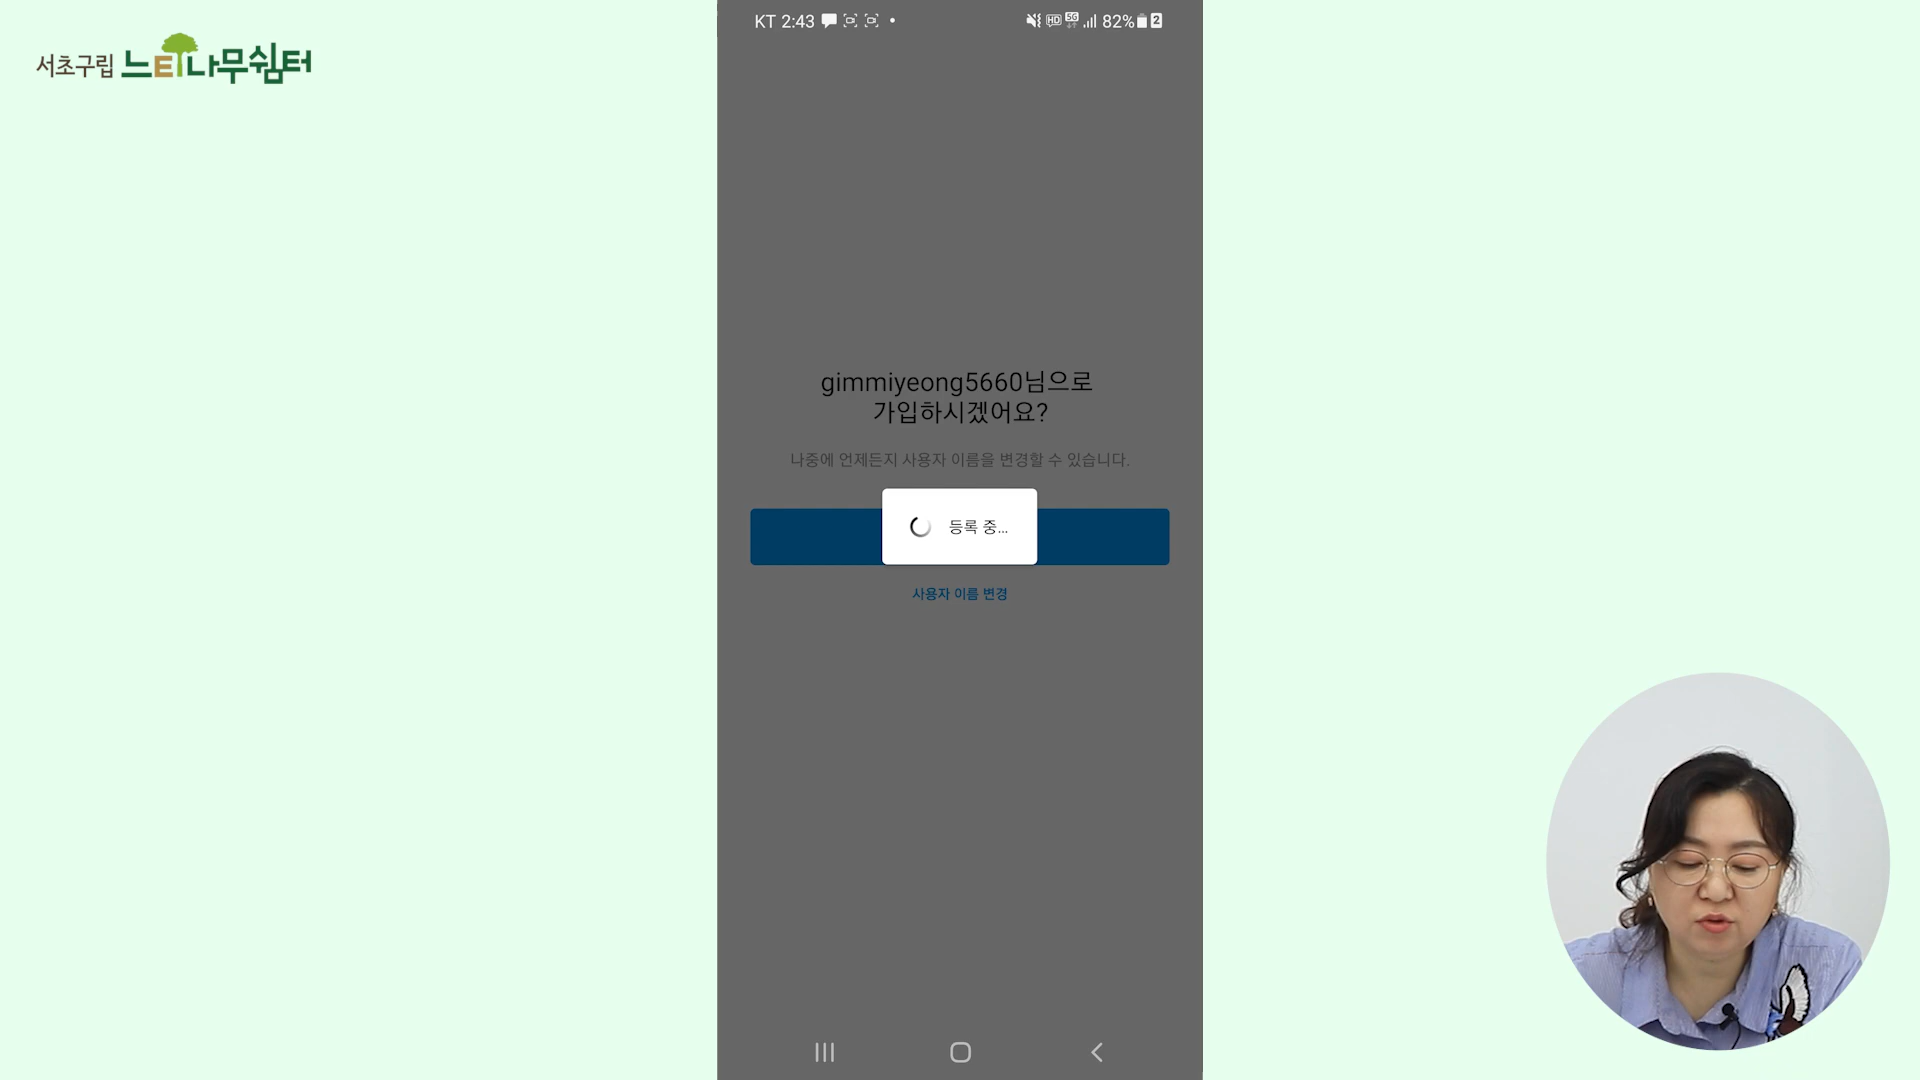 서초구립 느티나무쉼터
KT 2:43
HD 5G 82% 2
gimmiyeong5660님으로
가입하시겠어요?
나중에 언제든지 사용자 이름을 변경할 수 있습니다.
등록 중...
사용자 이름 변경